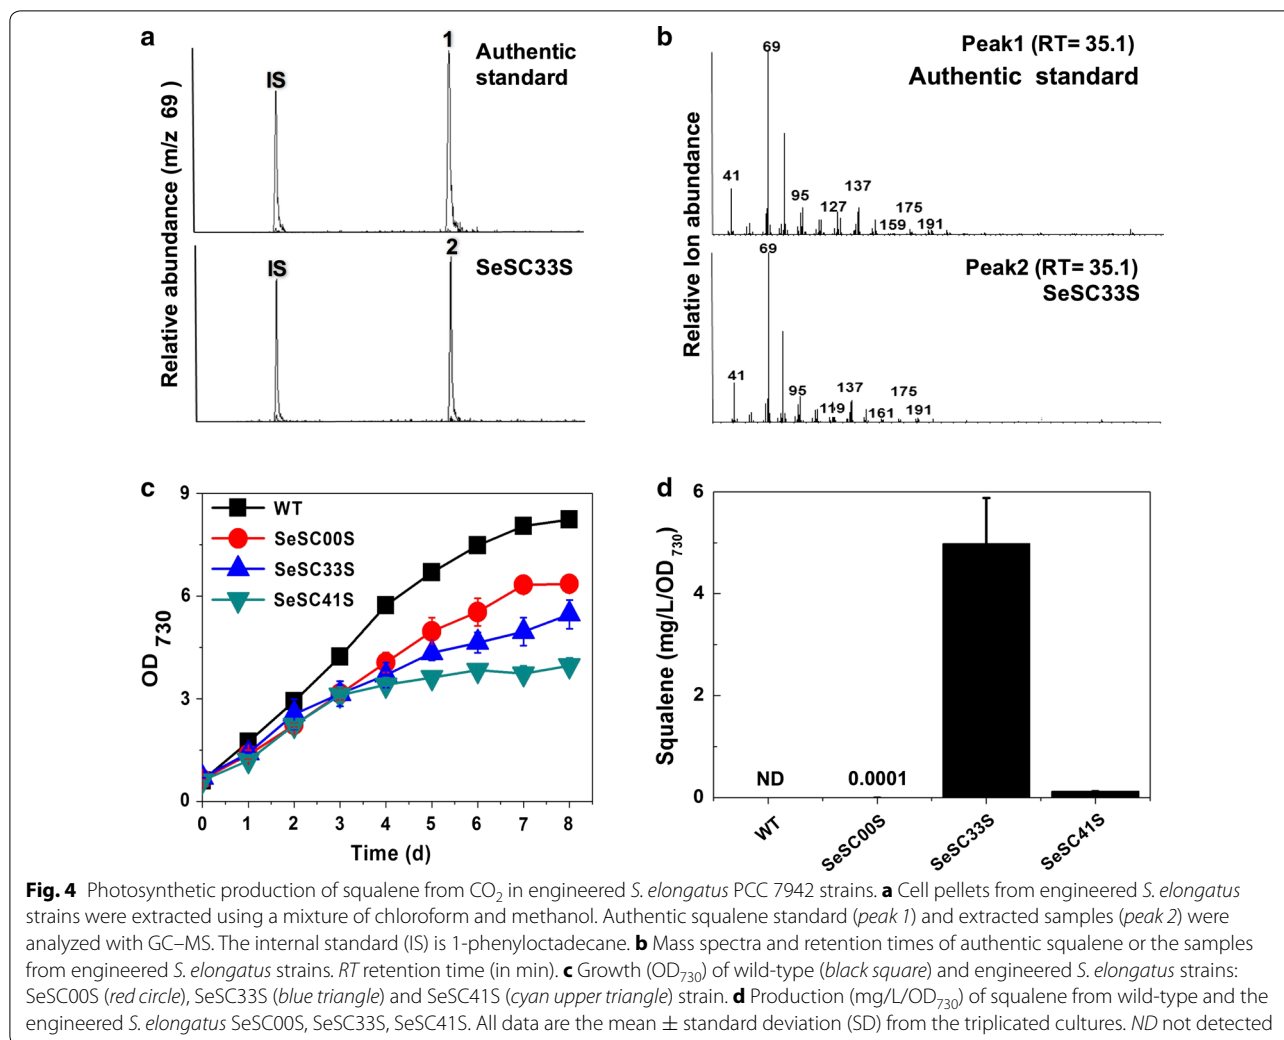 a
1
Authentic
standard
IS
Relative abundance (m/z 69)
2
IS
SeSC33S
b
Peak1 (RT= 35.1)
Authentic standard
69
41
95
127
137
159
175
191
Relative Ion abundance
Peak2 (RT= 35.1)
SeSC33S
69
41
95
119
137
161
175
191
c
9
6
3
0
OD 730
WT
SeSC00S
SeSC33S
SeSC41S
0 1 2 3 4 5 6 7 8
Time (d)
d
6
4
2
0
Squalene (mg/L/OD730)
ND
0.0001
WT
SeSC00S
SeSC33S
SeSC41S
Fig. 4 Photosynthetic production of squalene from CO2 in engineered S. elongatus PCC 7942 strains. a Cell pellets from engineered S. elongatus
strains were extracted using a mixture of chloroform and methanol. Authentic squalene standard (peak 1) and extracted samples (peak 2) were
analyzed with GC–MS. The internal standard (IS) is 1-phenyloctadecane. b Mass spectra and retention times of authentic squalene or the samples
from engineered S. elongatus strains. RT retention time (in min). c Growth (OD730) of wild-type (black square) and engineered S. elongatus strains:
SeSC00S (red circle), SeSC33S (blue triangle) and SeSC41S (cyan upper triangle) strain. d Production (mg/L/OD730) of squalene from wild-type and the
engineered S. elongatus SeSC00S, SeSC33S, SeSC41S. All data are the mean ± standard deviation (SD) from the triplicated cultures. ND not detected